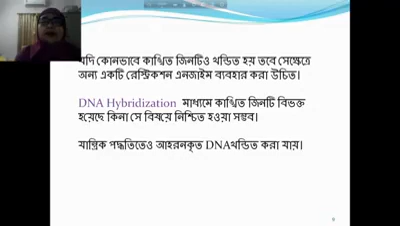 যদি কোনভাবে কাংখিত জিনটিও খন্ডিত হয় তবে সেক্ষেত্রে
অন্য একটি রেস্ট্রিকশন এনজাইম ব্যবহার করা উচিত।
DNA Hybridization মাধ্যমে কাংখিত জিনটি বিভক্ত
হয়েছে কিনা সে বিষয়ে নিশ্চিত হওয়া সম্ভব।
যান্ত্রিক পদ্ধতিতেও আহরনকৃত DNAখন্ডিত করা যায়।